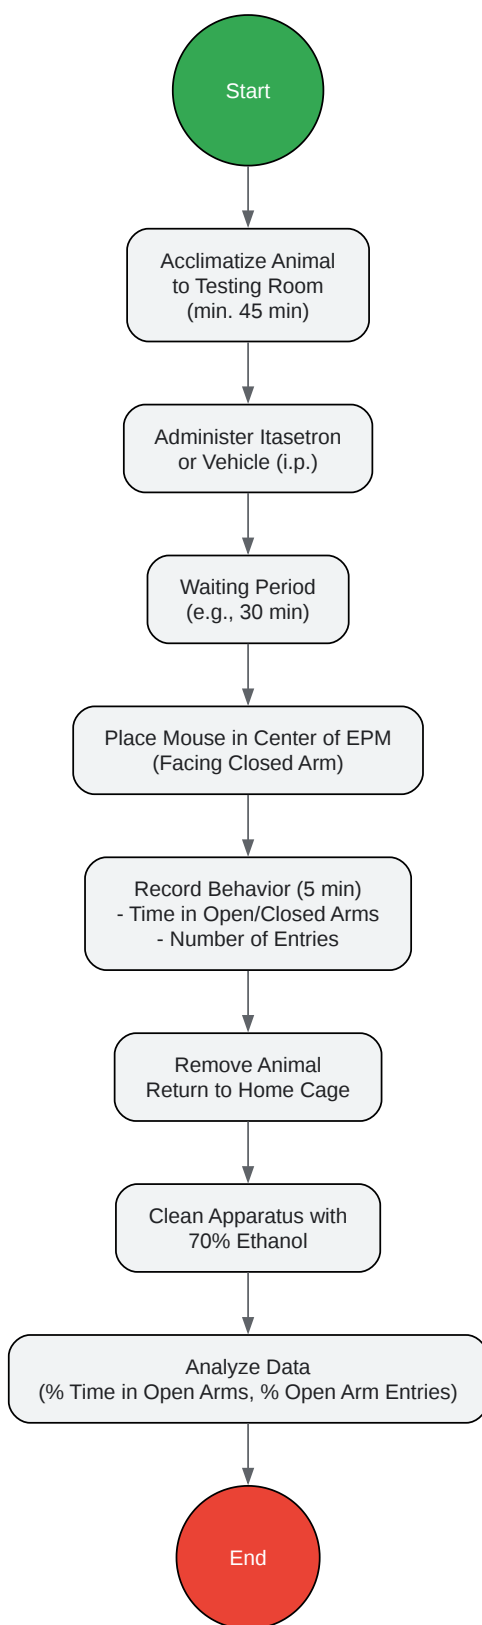 Start
Acclimatize Animal
to Testing Room
(min. 45 min)
Administer Itasetron
or Vehicle (i.p.)
Waiting Period
(e.g., 30 min)
Place Mouse in Center of EPM
(Facing Closed Arm)
Record Behavior (5 min)
- Time in Open/Closed Arms
- Number of Entries
Remove Animal
Return to Home Cage
Clean Apparatus with
70% Ethanol
Analyze Data
(% Time in Open Arms, % Open Arm Entries)
End